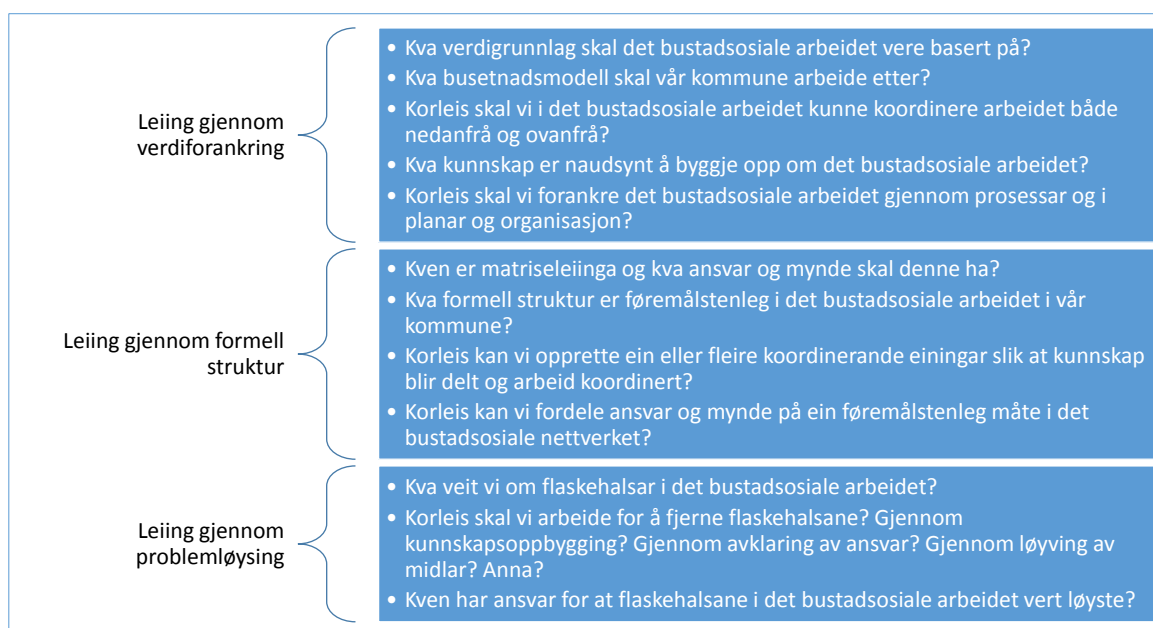 Leiing gjennom
verdiforankring
• Kva verdigrunnlag skal det bustadsosiale arbeidet vere basert på?
• Kva busetnadsmodell skal vår kommune arbeide etter?
• Korleis skal vi i det bustadsosiale arbeidet kunne koordinere arbeidet både
nedanfrå og ovanfrå?
• Kva kunnskap er naudsynt å byggje opp om det bustadsosiale arbeidet?
• Korleis skal vi forankre det bustadsosiale arbeidet gjennom prosessar og i
planar og organisasjon?
Leiing gjennom formell
struktur
• Kven er matriseleiinga og kva ansvar og mynde skal denne ha?
• Kva formell struktur er føremålstenleg i det bustadsosiale arbeidet i vår
kommune?
• Korleis kan vi opprette ein eller fleire koordinerande einingar slik at kunnskap
blir delt og arbeid koordinert?
• Korleis kan vi fordele ansvar og mynde på ein føremålstenleg måte i det
bustadsosiale nettverket?
Leiing gjennom
problemløysing
• Kva veit vi om flaskehalsar i det bustadsosiale arbeidet?
• Korleis skal vi arbeide for å fjerne flaskehalsane? Gjennom
kunnskapsoppbygging? Gjennom avklaring av ansvar? Gjennom løyving av
midlar? Anna?
• Kven har ansvar for at flaskehalsane i det bustadsosiale arbeidet vert løyste?